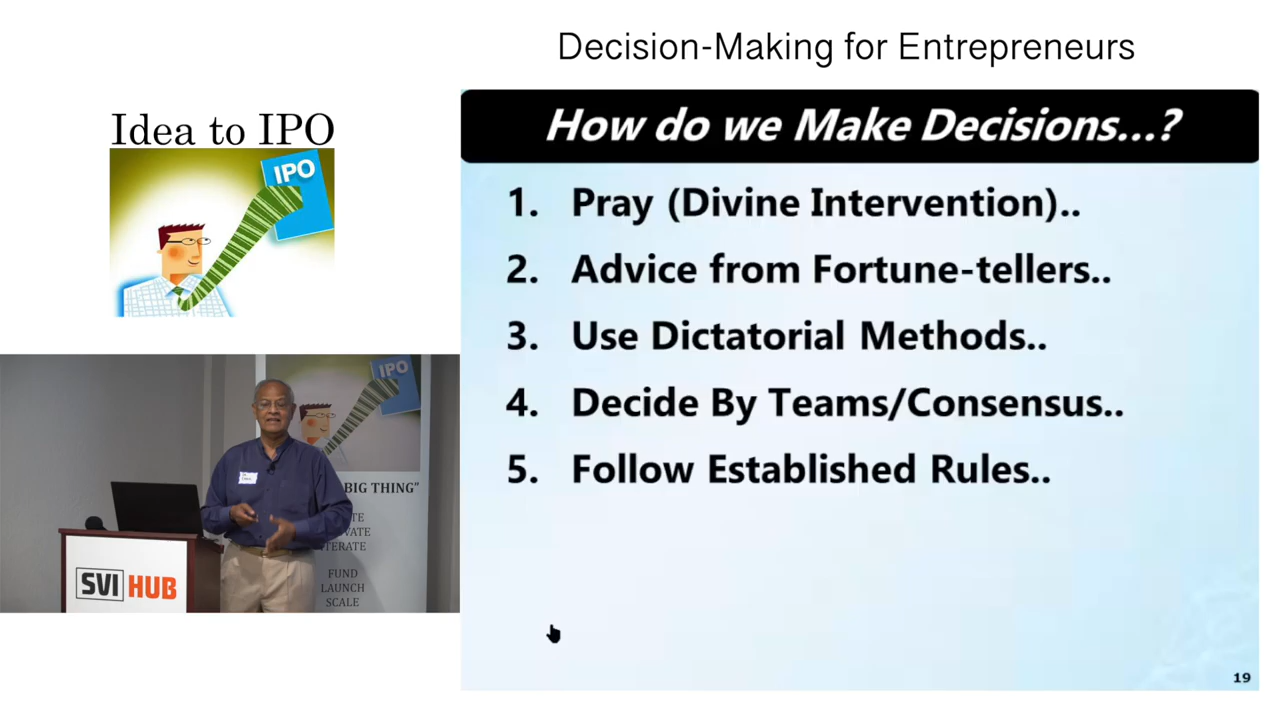 Decision-Making for Entrepreneurs
Idea to IPO
IPO
How do we Make Decisions...?
1. Pray (Divine Intervention)..
2. Advice from Fortune-tellers..
3. Use Dictatorial Methods..
4. Decide By Teams/Consensus..
5. Follow Established Rules..
19
IPO
BIG THING"
FUND
LAUNCH
SCALE
SVI HUB